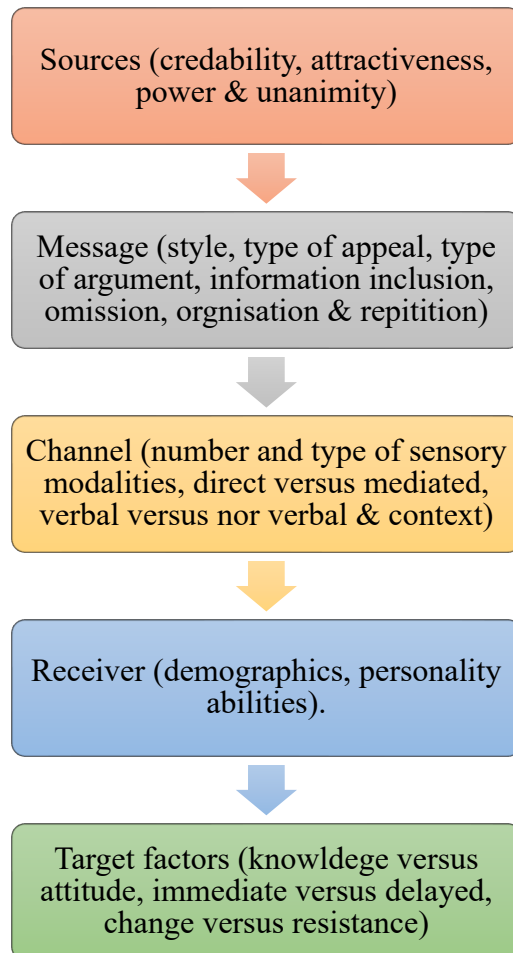 Sources (credability, attractiveness,
power & unanimity)
Message (style, type of appeal, type
of argument, information inclusion,
omission, orgnisation & repitition)
Channel (number and type of sensory
modalities, direct versus mediated,
verbal versus nor verbal & context)
Receiver (demographics, personality
abilities).
Target factors (knowldege versus
attitude, immediate versus delayed,
change versus resistance)